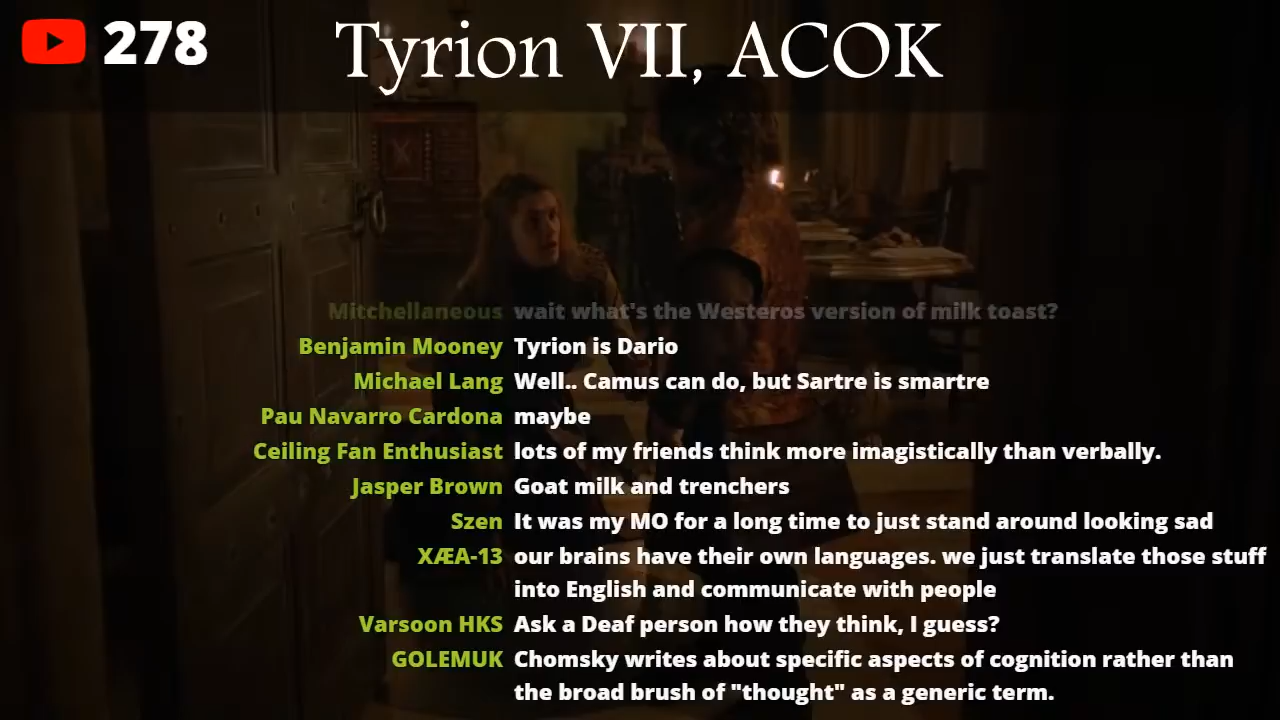 278
Tyrion VII, ACOK
Mitchellaneous wait what's the Westeros version of milk toast?
Benjamin Mooney Tyrion is Dario
Michael Lang Well.. Camus can do, but Sartre is smartre
Pau Navarro Cardona maybe
Ceiling Fan Enthusiast lots of my friends think more imagistically than verbally.
Jasper Brown Goat milk and trenchers
Szen It was my MO for a long time to just stand around looking sad
XÆA-13 our brains have their own languages. we just translate those stuff
into English and communicate with people
Varsoon HKS Ask a Deaf person how they think, I guess?
GOLEMUK Chomsky writes about specific aspects of cognition rather than
the broad brush of "thought" as a generic term.